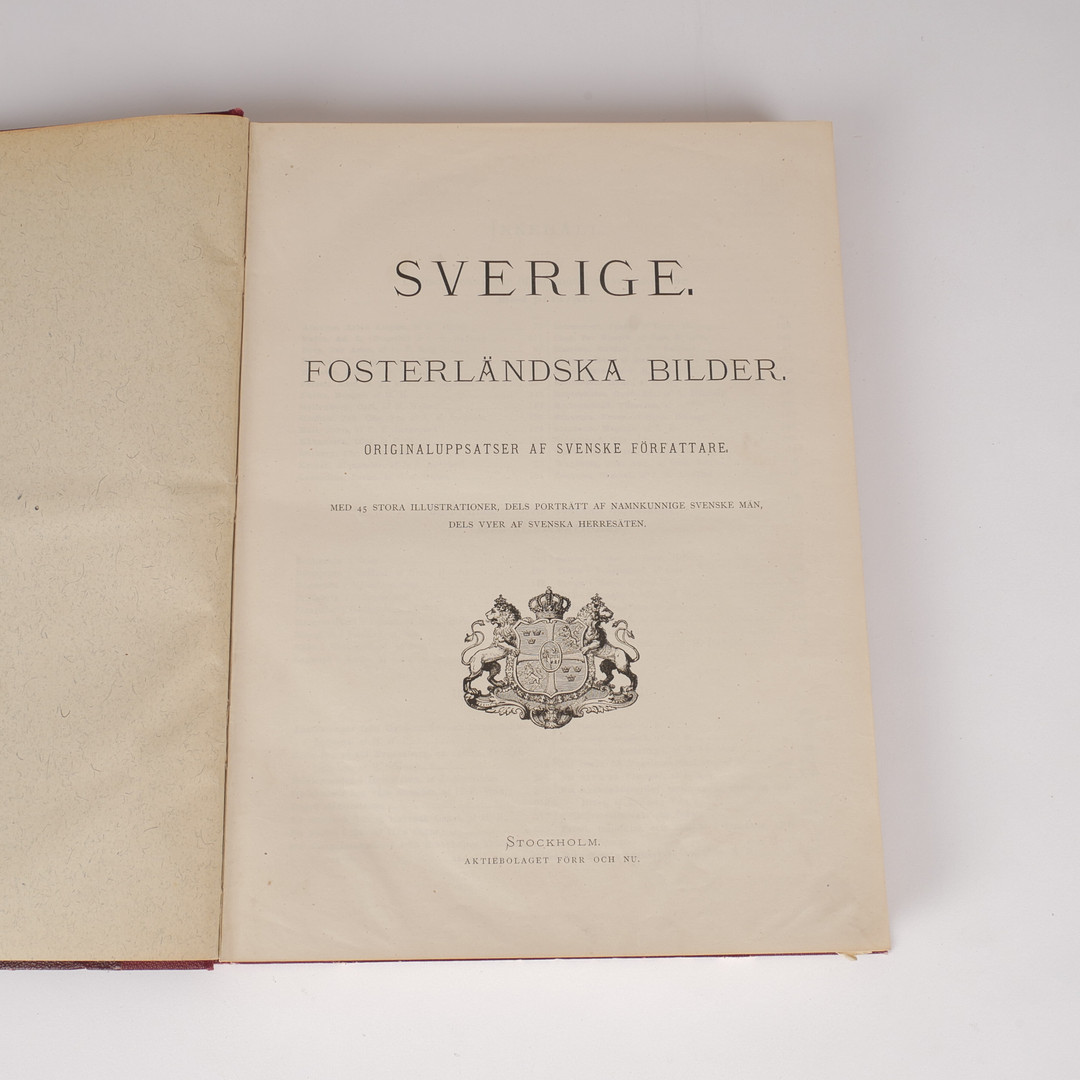 SVERIGE.
FOSTERLÄNDSKA BILDER.
ORIGINALUPPSATSER AF SVENSKE FÖRFATTARE.
MED 45 STORA ILLUSTRATIONER, DELS PORTRÄTT AF NAMNKUNNIGE SVENSKE MÄN,
DELS VYER AF SVENSKA HERRESÄTEN.
STOCKHOLM.
AKTIEBOLAGET FÖRR OCH NU.